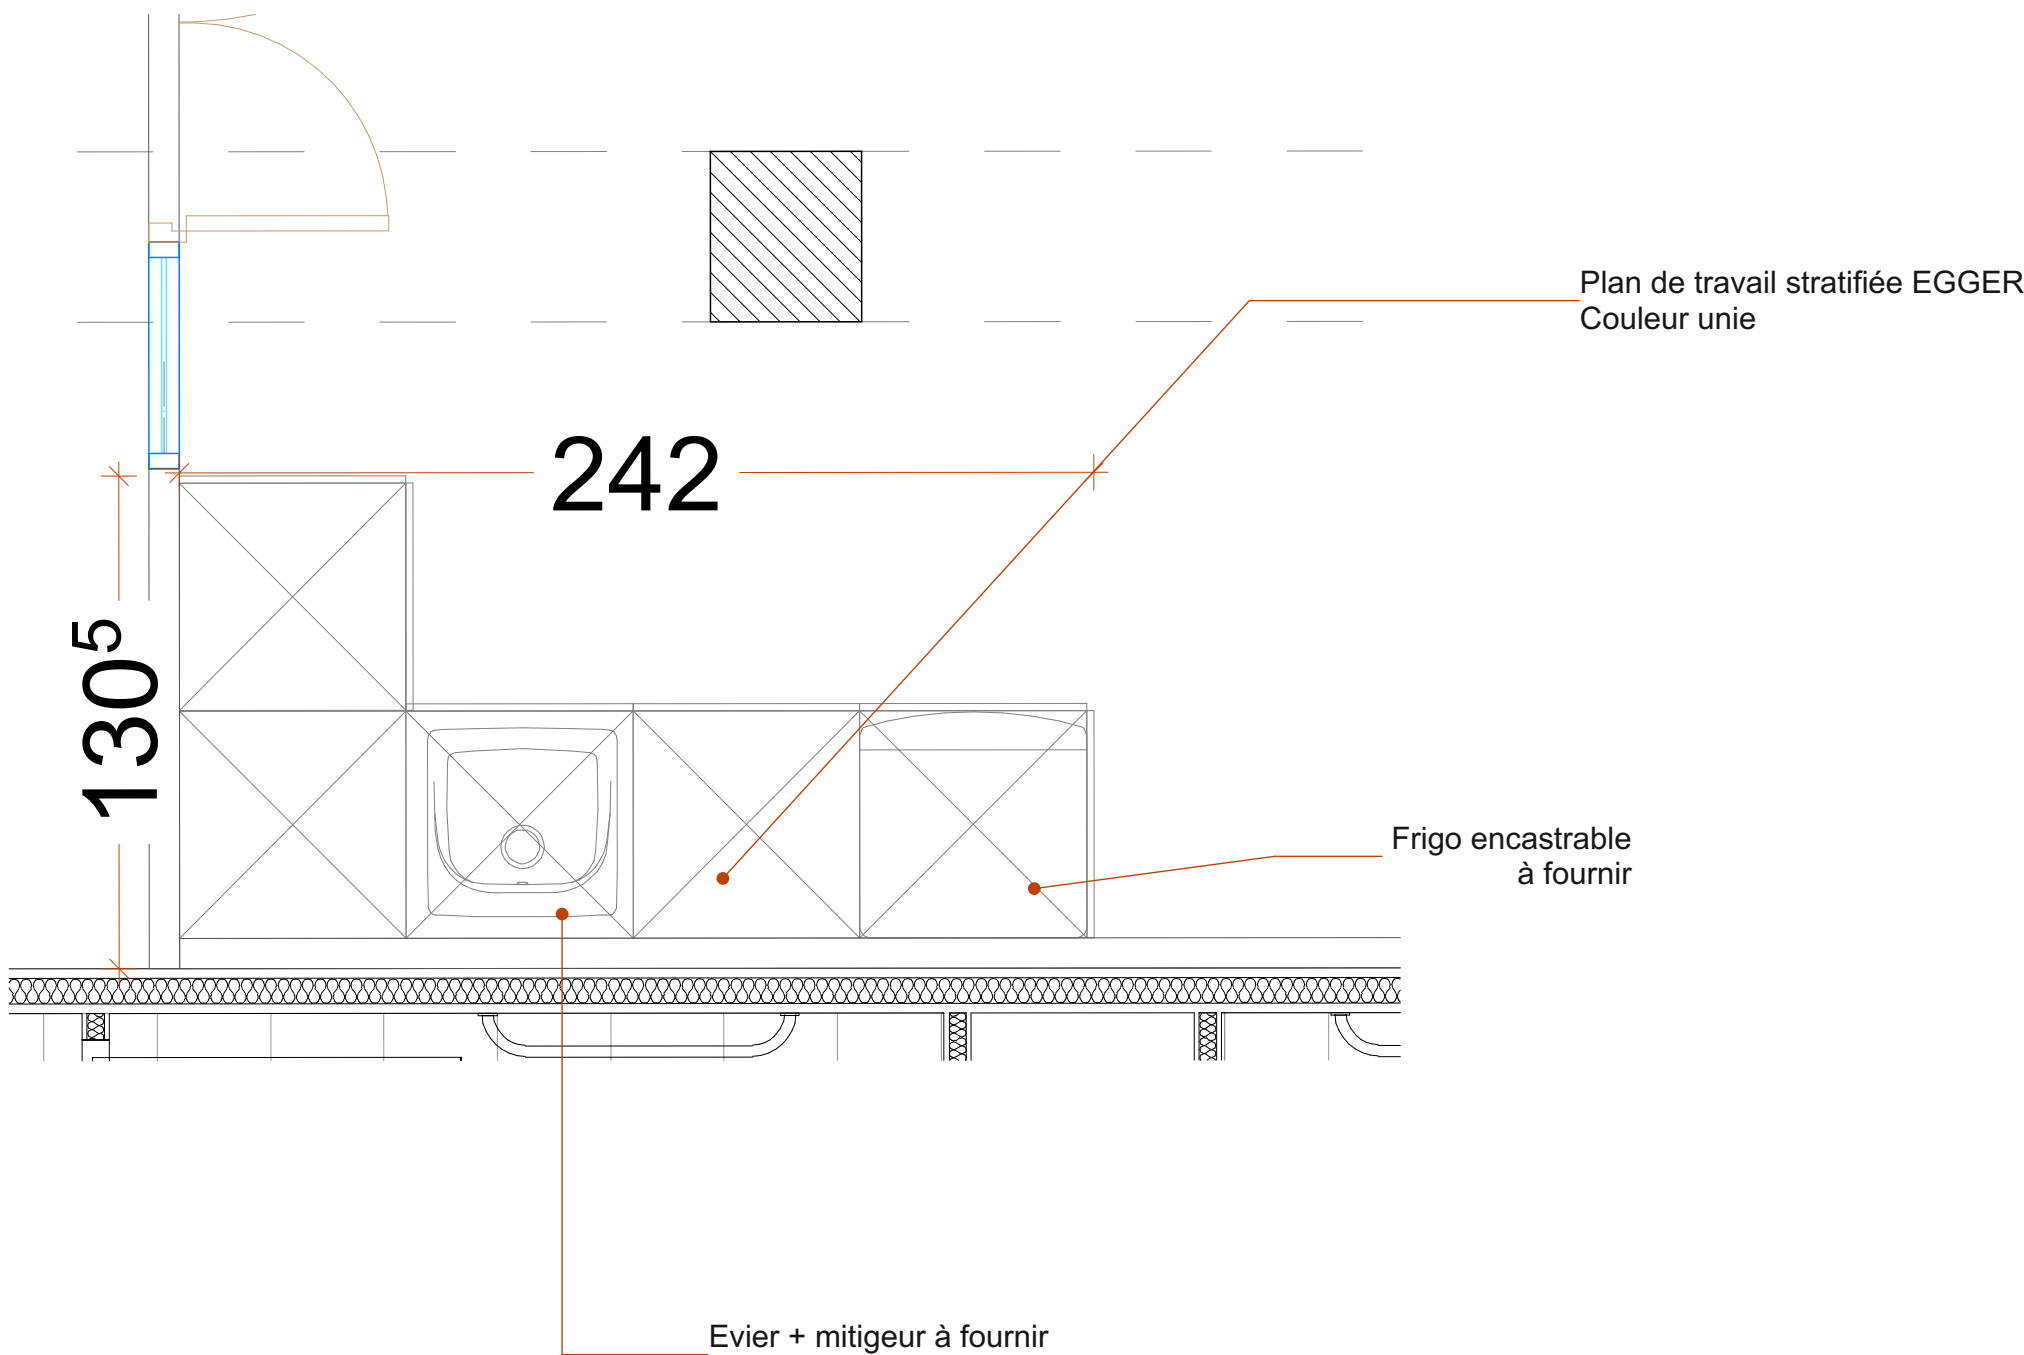 Plan de travail stratifiée EGGER
Couleur unie
242
130⁵
Frigo encastrable
à fournir
Evier + mitigeur à fournir